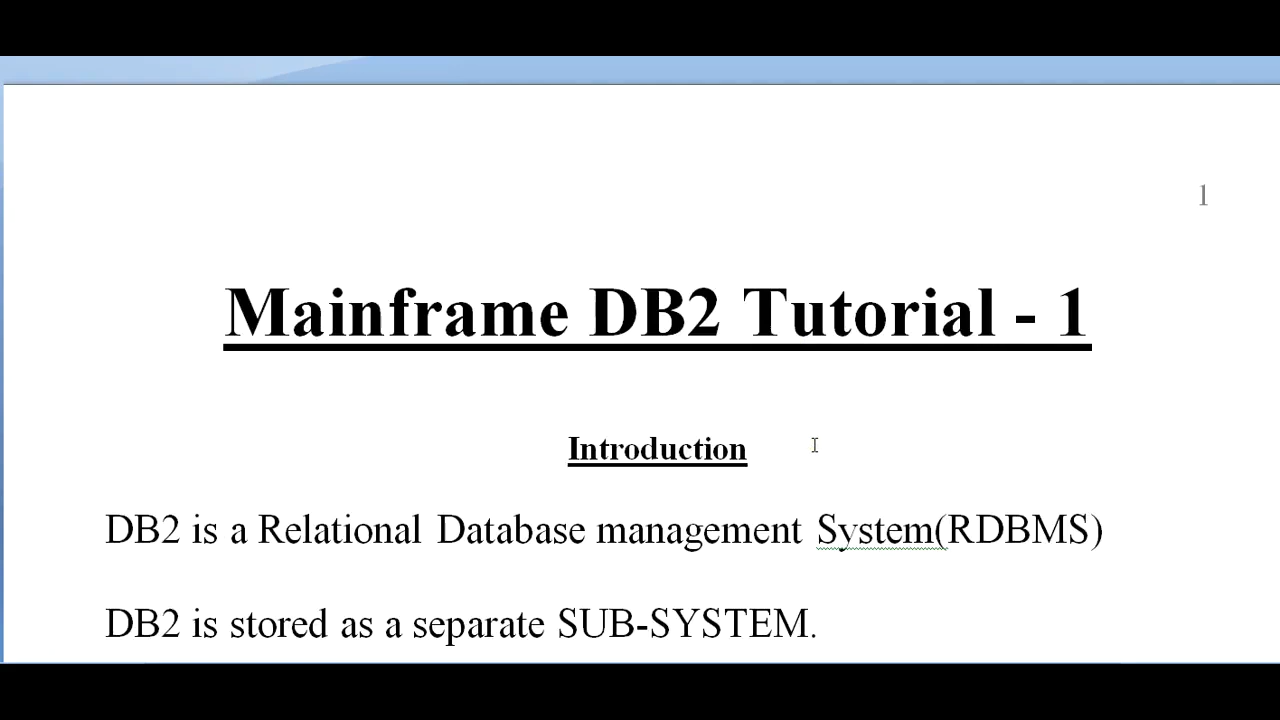 1
Mainframe DB2 Tutorial - 1
Introduction
DB2 is a Relational Database management System(RDBMS)
DB2 is stored as a separate SUB-SYSTEM.